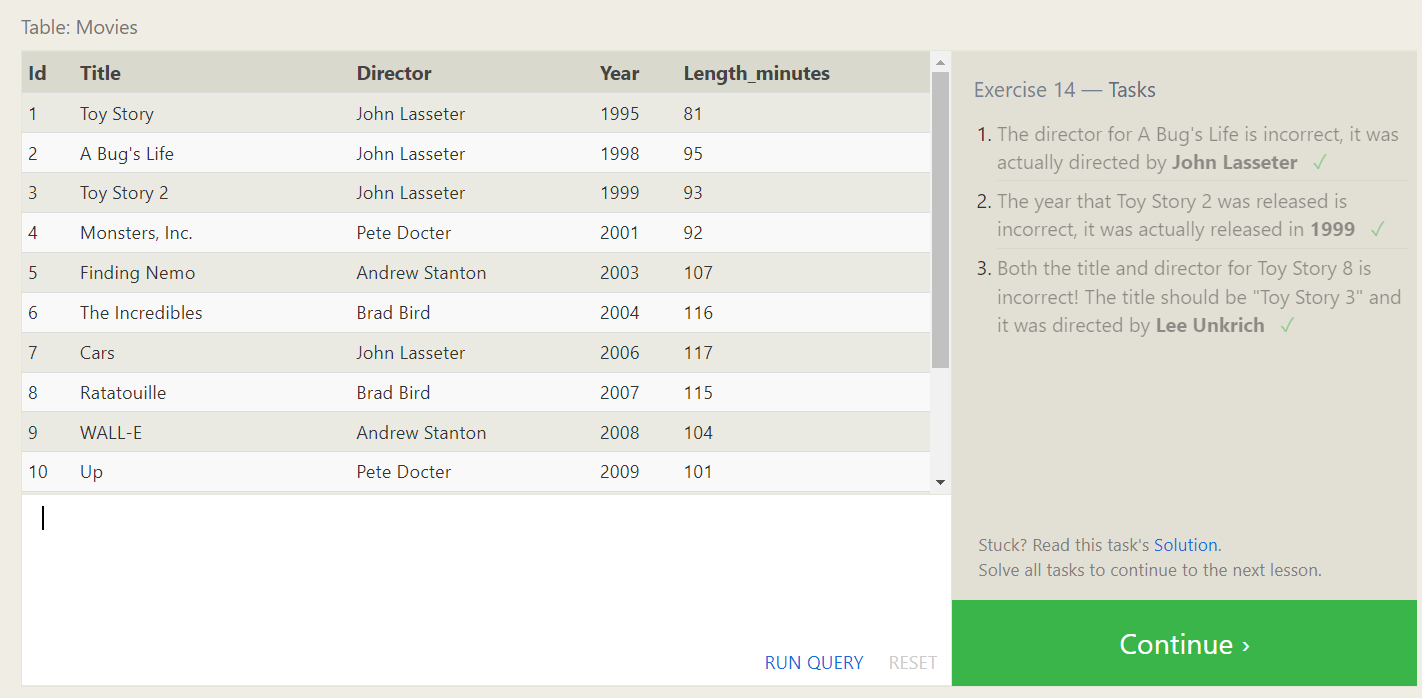 Table: Movies
Id Title Director Year Length_minutes
1 Toy Story John Lasseter 1995 81
2 A Bug's Life John Lasseter 1998 95
3 Toy Story 2 John Lasseter 1999 93
4 Monsters, Inc. Pete Docter 2001 92
5 Finding Nemo Andrew Stanton 2003 107
6 The Incredibles Brad Bird 2004 116
7 Cars John Lasseter 2006 117
8 Ratatouille Brad Bird 2007 115
9 WALL-E Andrew Stanton 2008 104
10 Up Pete Docter 2009 101
RUN QUERY RESET
Exercise 14 — Tasks
1. The director for A Bug's Life is incorrect, it was
actually directed by John Lasseter ✓
2. The year that Toy Story 2 was released is
incorrect, it was actually released in 1999 ✓
3. Both the title and director for Toy Story 8 is
incorrect! The title should be "Toy Story 3" and
it was directed by Lee Unkrich ✓
Stuck? Read this task's Solution.
Solve all tasks to continue to the next lesson.
Continue ›